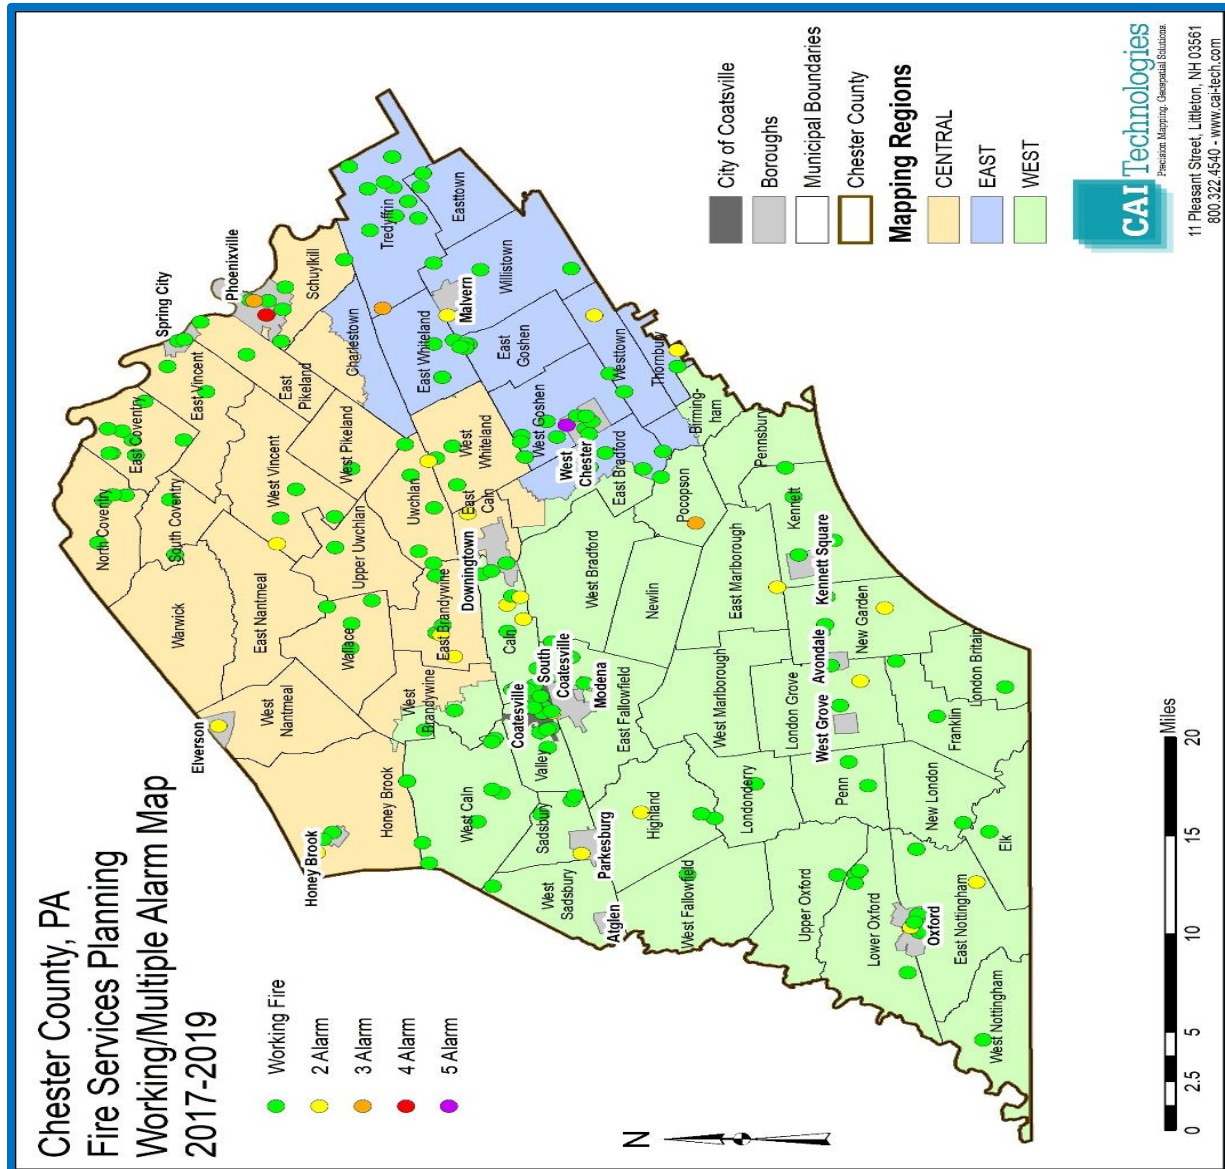 Chester County, PA
Fire Services Planning
Working/Multiple Alarm Map
2017-2019
Working Fire
2 Alarm
3 Alarm
4 Alarm
5 Alarm
N
Spring City
Phoenixville
Schuylkill
East Vincent
East
Pikeland
Charlestown
East Coventry
North Coventry
South Coventry
West Vincent
West Pikeland
Warwick
East Nantmeal
Upper Uwchlan
Uwchlan
West
Whiteland
Elverson
West
Nantmeal
Wallace
East Brandywine
East
Caln
Downingtown
Honey Brook
Honey Brook
West
Brandywine
Tredyffrin
Easttown
East Whiteland
Malvern
Willistown
East
Goshen
West Goshen
West
Chester
Westtown
Thornbury
East Bradford
Birming-
ham
West Caln
Caln
Coatesville
South
Coatesville
Modena
Valley
Sadsbury
Parkesburg
West
Sadsbury
Atglen
West Bradford
Newlin
Pocopson
Pennsbury
East Fallowfield
Highland
West Fallowfield
West Marlborough
East Marlborough
Kennett
Kennett Square
Londonderry
London Grove
West Grove
Avondale
New Garden
Upper Oxford
Lower Oxford
Penn
Franklin
London Britain
New London
Elk
Oxford
East Nottingham
West Nottingham
City of Coatsville
Boroughs
Municipal Boundaries
Chester County
Mapping Regions
CENTRAL
EAST
WEST
0 2.5 5 10 15 20
Miles
CAI Technologies
Precision Mapping. Geospatial Solutions.
11 Pleasant Street, Littleton, NH 03561
800.322.4540 - www.cai-tech.com